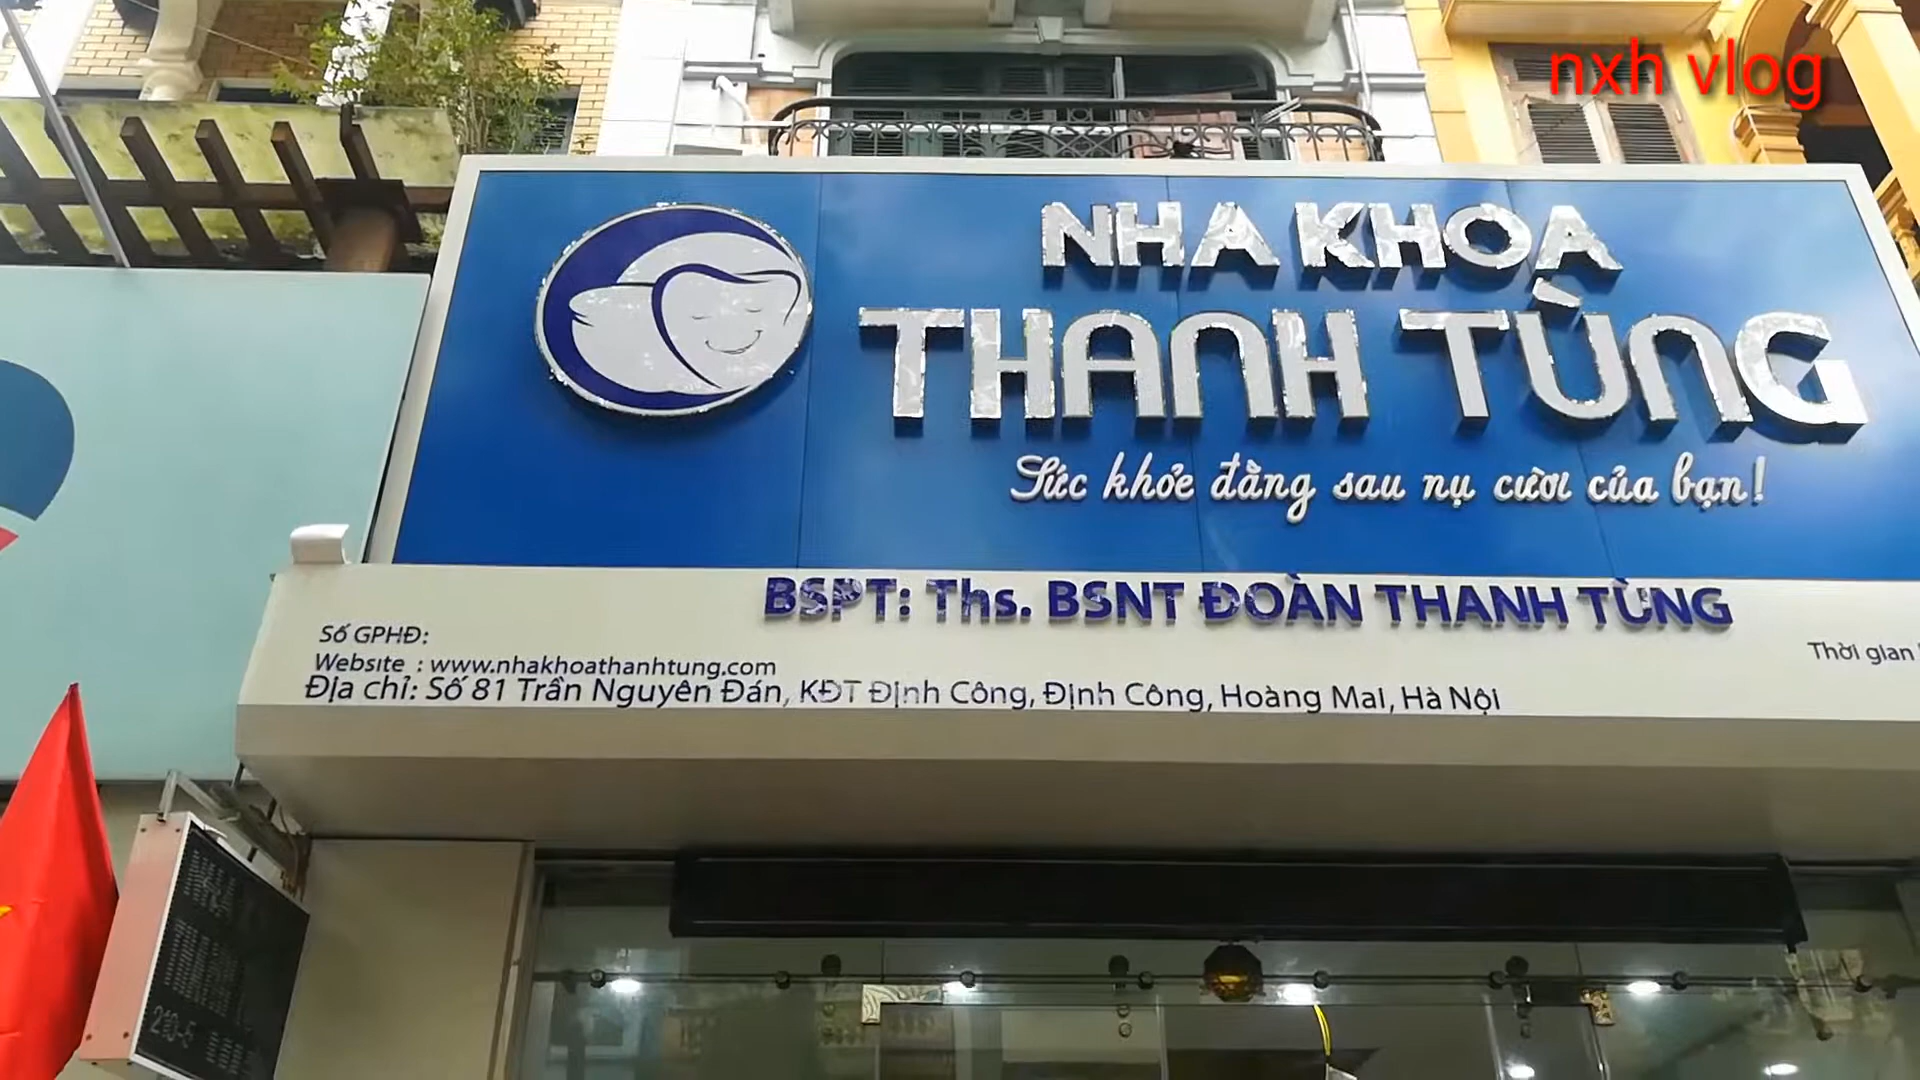 nxh vlog
NHA KHOA
THANH TÙNG
Sức khỏe đằng sau nụ cười của bạn!
BSPT: Ths. BSNT ĐOÀN THANH TÙNG
Số GPHĐ:
Website : www.nhakhoathanhtung.com
Thời gian
Địa chỉ: Số 81 Trần Nguyên Đán, KĐT Định Công, Định Công, Hoàng Mai, Hà Nội